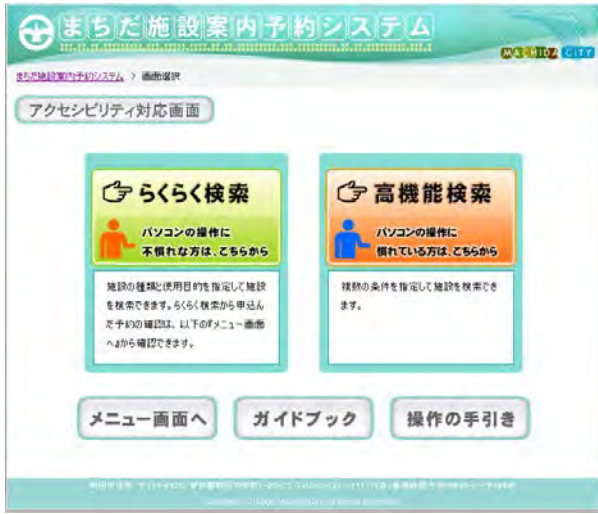 まちだ施設案内予約システム
MACHIDA CITY
まちだ施設案内予約システム > 画面選択
アクセシビリティ対応画面
らくらく検索
パソコンの操作に
不慣れな方は、こちらから
施設の種類と使用目的を指定して施設
を検索できます。らくらく検索から申込ん
だ予約の確認は、以下の『メニュー画面
へ』から確認できます。
高機能検索
パソコンの操作に
慣れている方は、こちらから
複数の条件を指定して施設を検索でき
ます。
メニュー画面へ
ガイドブック
操作の手引き